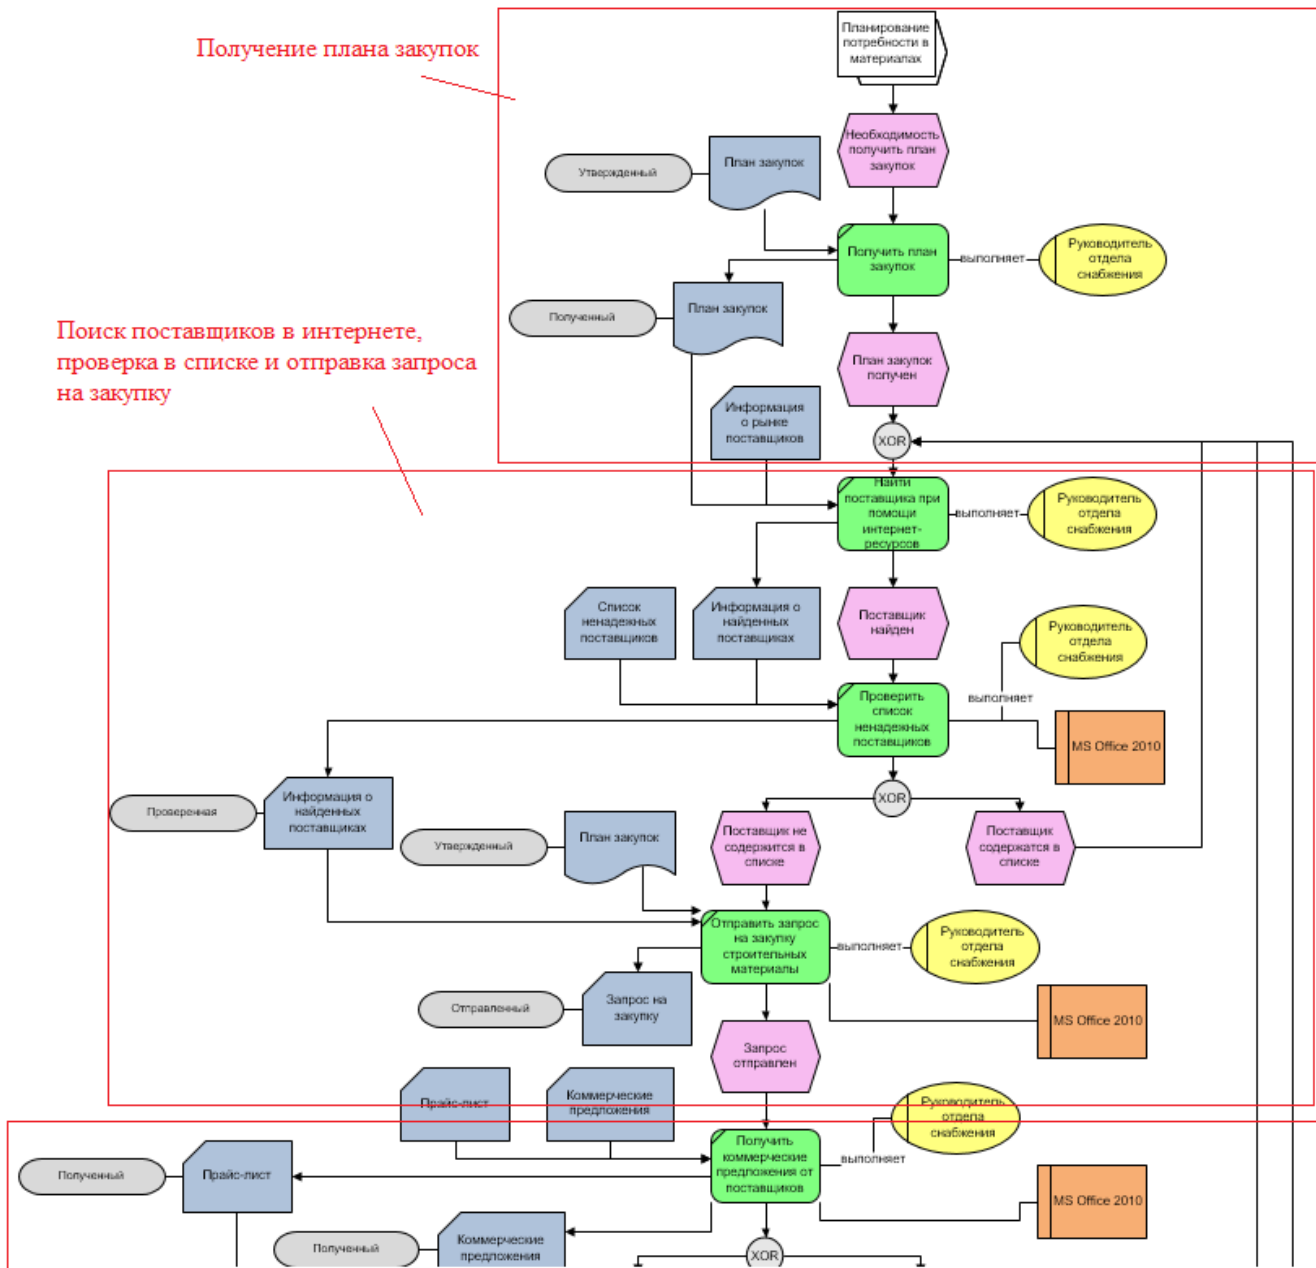 Получение плана закупок
Планирование
потребности в
материалах
Необходимость
получить план
закупок
Утвержденный
План закупок
Получить план
закупок
выполняет
Руководитель
отдела
снабжения
Полученный
План закупок
План закупок
получен
Поиск поставщиков в интернете,
проверка в списке и отправка запроса
на закупку
Информация
о рынке
поставщиков
XOR
Найти
поставщика при
помощи
интернет-
ресурсов
выполняет
Руководитель
отдела
снабжения
Список
ненадежных
поставщиков
Информация о
найденных
поставщиках
Поставщик
найден
Руководитель
отдела
снабжения
Проверить
список
ненадежных
поставщиков
выполняет
MS Office 2010
Проверенная
Информация о
найденных
поставщиках
XOR
Утвержденный
План закупок
Поставщик не
содержится в
списке
Поставщик
содержатся в
списке
Отправить запрос
на закупку
строительных
материалы
выполняет
Руководитель
отдела
снабжения
Отправленный
Запрос на
закупку
MS Office 2010
Запрос
отправлен
Прайс-лист
Коммерческие
предложения
Руководитель
отдела
снабжения
Получить
коммерческие
предложения от
поставщиков
выполняет
Полученный
Прайс-лист
MS Office 2010
Полученный
Коммерческие
предложения
XOR